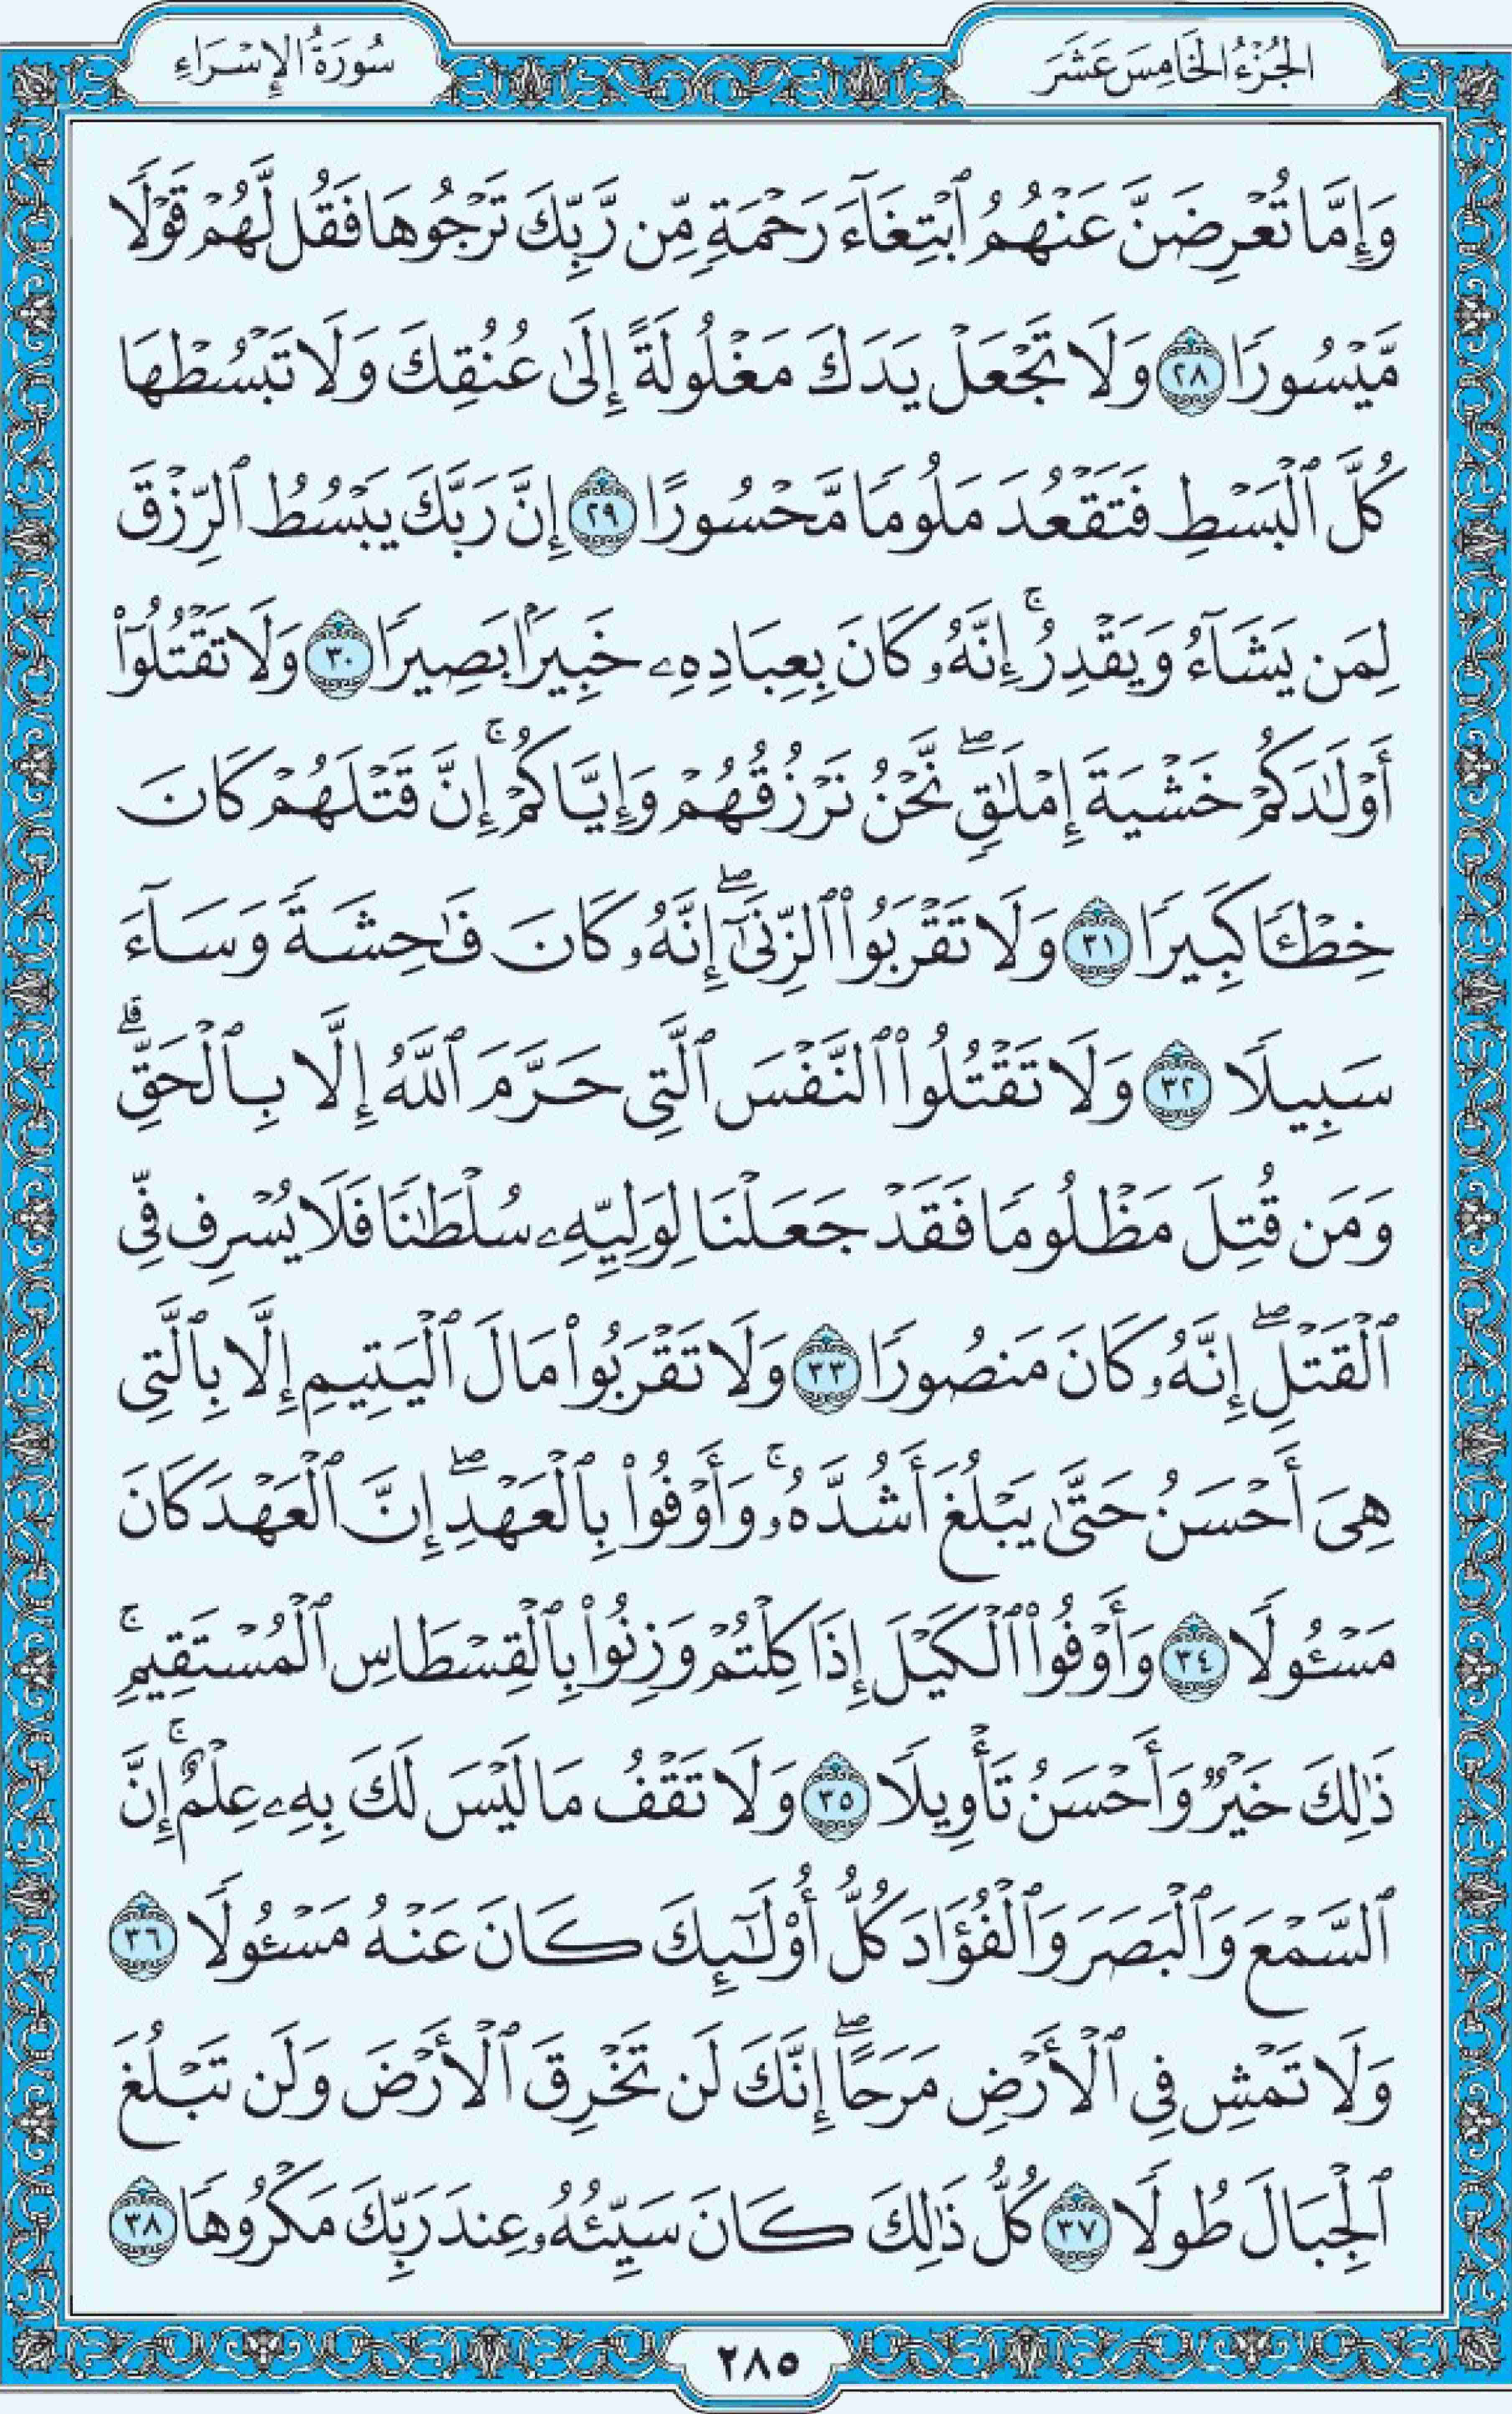 الجُزْءُ الخَامِسَ عَشَرَ
سُورَةُ الإِسْرَاءِ
وَإِمَّا تُعْرِضَنَّ عَنْهُمُ ٱبْتِغَآءَ رَحْمَةٍ مِّن رَّبِّكَ تَرْجُوهَا فَقُل لَّهُمْ قَوْلًا
مَّيْسُورًا ٢٨ وَلَا تَجْعَلْ يَدَكَ مَغْلُولَةً إِلَىٰ عُنُقِكَ وَلَا تَبْسُطْهَا
كُلَّ ٱلْبَسْطِ فَتَقْعُدَ مَلُومًا مَّحْسُورًا ٢٩ إِنَّ رَبَّكَ يَبْسُطُ ٱلرِّزْقَ
لِمَن يَشَآءُ وَيَقْدِرُ ۚ إِنَّهُۥ كَانَ بِعِبَادِهِۦ خَبِيرًۢا بَصِيرًا ٣٠ وَلَا تَقْتُلُوٓا۟
أَوْلَٰدَكُمْ خَشْيَةَ إِمْلَٰقٍ ۖ نَّحْنُ نَرْزُقُهُمْ وَإِيَّاكُمْ ۚ إِنَّ قَتْلَهُمْ كَانَ
خِطْـًٔا كَبِيرًا ٣١ وَلَا تَقْرَبُوا۟ ٱلزِّنَىٰٓ ۖ إِنَّهُۥ كَانَ فَٰحِشَةً وَسَآءَ
سَبِيلًا ٣٢ وَلَا تَقْتُلُوا۟ ٱلنَّفْسَ ٱلَّتِى حَرَّمَ ٱللَّهُ إِلَّا بِٱلْحَقِّ ۗ
وَمَن قُتِلَ مَظْلُومًا فَقَدْ جَعَلْنَا لِوَلِيِّهِۦ سُلْطَٰنًا فَلَا يُسْرِف فِّى
ٱلْقَتْلِ ۖ إِنَّهُۥ كَانَ مَنصُورًا ٣٣ وَلَا تَقْرَبُوا۟ مَالَ ٱلْيَتِيمِ إِلَّا بِٱلَّتِى
هِىَ أَحْسَنُ حَتَّىٰ يَبْلُغَ أَشُدَّهُۥ ۚ وَأَوْفُوا۟ بِٱلْعَهْدِ ۖ إِنَّ ٱلْعَهْدَ كَانَ
مَسْـُٔولًا ٣٤ وَأَوْفُوا۟ ٱلْكَيْلَ إِذَا كِلْتُمْ وَزِنُوا۟ بِٱلْقِسْطَاسِ ٱلْمُسْتَقِيمِ ۚ
ذَٰلِكَ خَيْرٌ وَأَحْسَنُ تَأْوِيلًا ٣٥ وَلَا تَقْفُ مَا لَيْسَ لَكَ بِهِۦ عِلْمٌ ۚ إِنَّ
ٱلسَّمْعَ وَٱلْبَصَرَ وَٱلْفُؤَادَ كُلُّ أُو۟لَٰٓئِكَ كَانَ عَنْهُ مَسْـُٔولًا ٣٦
وَلَا تَمْشِ فِى ٱلْأَرْضِ مَرَحًا ۖ إِنَّكَ لَن تَخْرِقَ ٱلْأَرْضَ وَلَن تَبْلُغَ
ٱلْجِبَالَ طُولًا ٣٧ كُلُّ ذَٰلِكَ كَانَ سَيِّئُهُۥ عِندَ رَبِّكَ مَكْرُوهًا ٣٨
٢٨٥